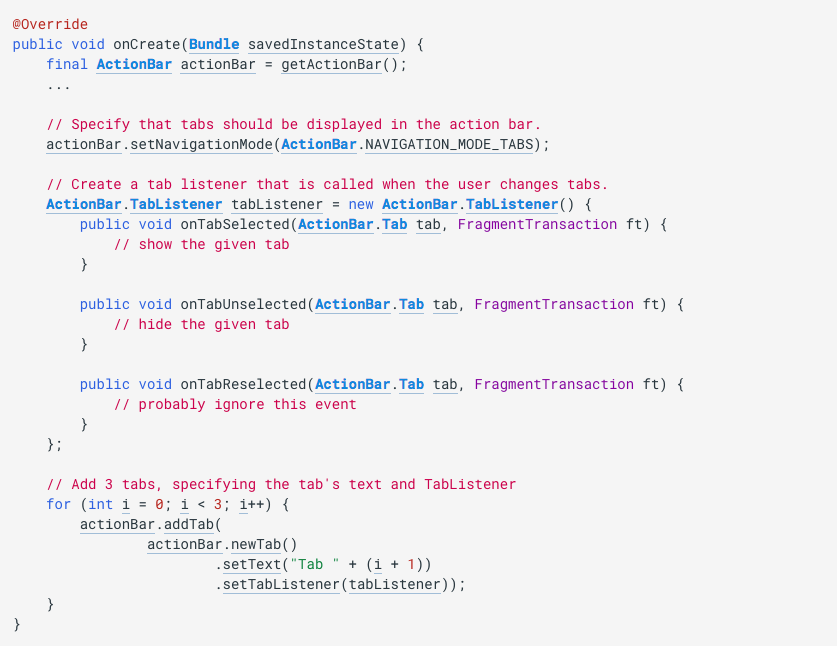 @Override
public void onCreate(Bundle savedInstanceState) {
    final ActionBar actionBar = getActionBar();
    ...

    // Specify that tabs should be displayed in the action bar.
    actionBar.setNavigationMode(ActionBar.NAVIGATION_MODE_TABS);

    // Create a tab listener that is called when the user changes tabs.
    ActionBar.TabListener tabListener = new ActionBar.TabListener() {
        public void onTabSelected(ActionBar.Tab tab, FragmentTransaction ft) {
            // show the given tab
        }

        public void onTabUnselected(ActionBar.Tab tab, FragmentTransaction ft) {
            // hide the given tab
        }

        public void onTabReselected(ActionBar.Tab tab, FragmentTransaction ft) {
            // probably ignore this event
        }
    };

    // Add 3 tabs, specifying the tab's text and TabListener
    for (int i = 0; i < 3; i++) {
        actionBar.addTab(
                actionBar.newTab()
                        .setText("Tab " + (i + 1))
                        .setTabListener(tabListener));
    }
}